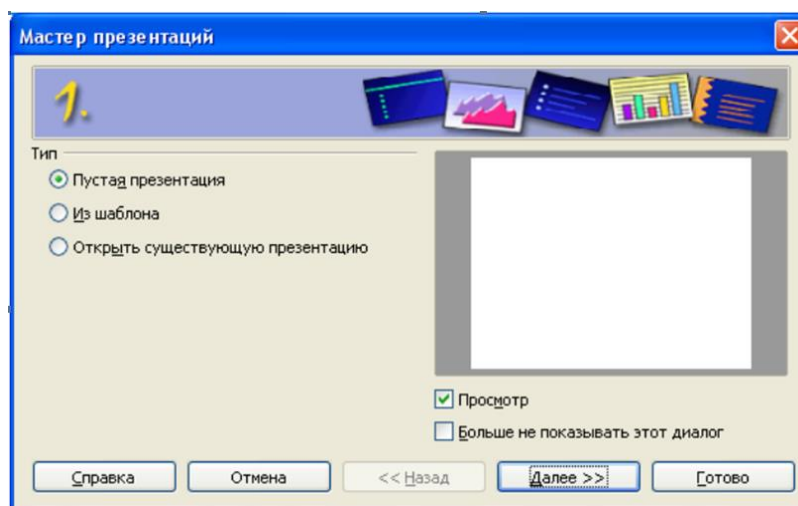 Мастер презентаций
1.
Тип
Пустая презентация
Из шаблона
Открыть существующую презентацию
Просмотр
Больше не показывать этот диалог
Справка
Отмена
<< Назад
Далее >>
Готово